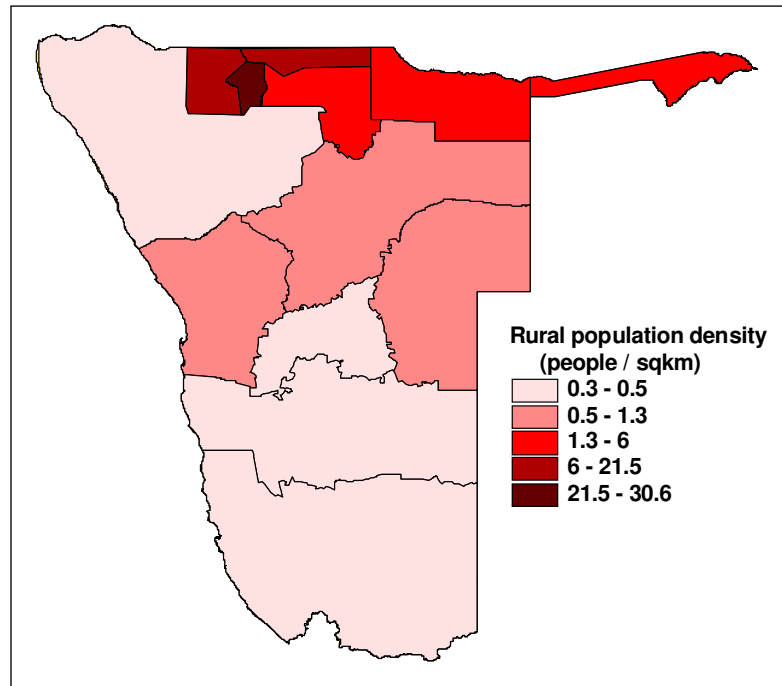 Rural population density
(people / sqkm)
0.3 - 0.5
0.5 - 1.3
1.3 - 6
6 - 21.5
21.5 - 30.6